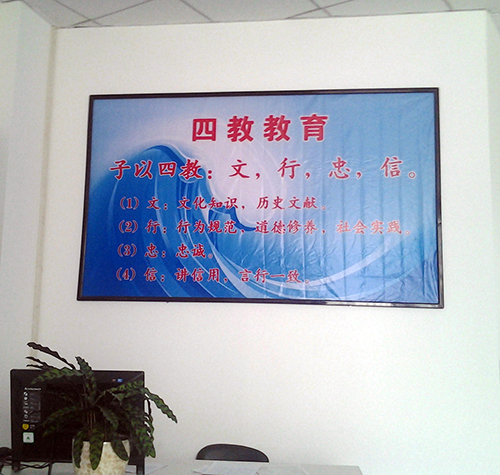 四教教育
子以四教：文，行，忠，信。
(1) 文：文化知识，历史文献。
(2) 行：行为规范，道德修养，社会实践。
(3) 忠：忠诚。
(4) 信：讲信用，言行一致。